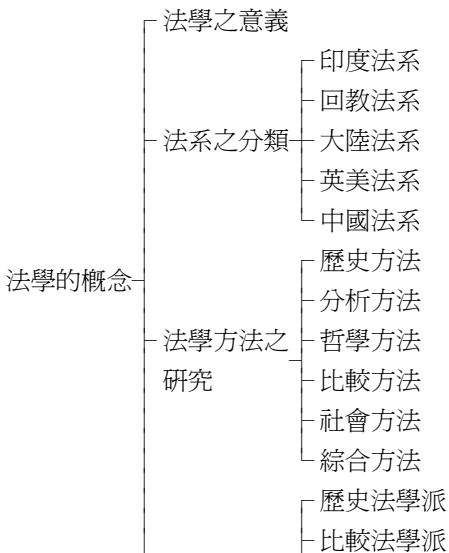 法學的概念
法學之意義
法系之分類
印度法系
回教法系
大陸法系
英美法系
中國法系
法學方法之
研究
歷史方法
分析方法
哲學方法
比較方法
社會方法
綜合方法
歷史法學派
比較法學派